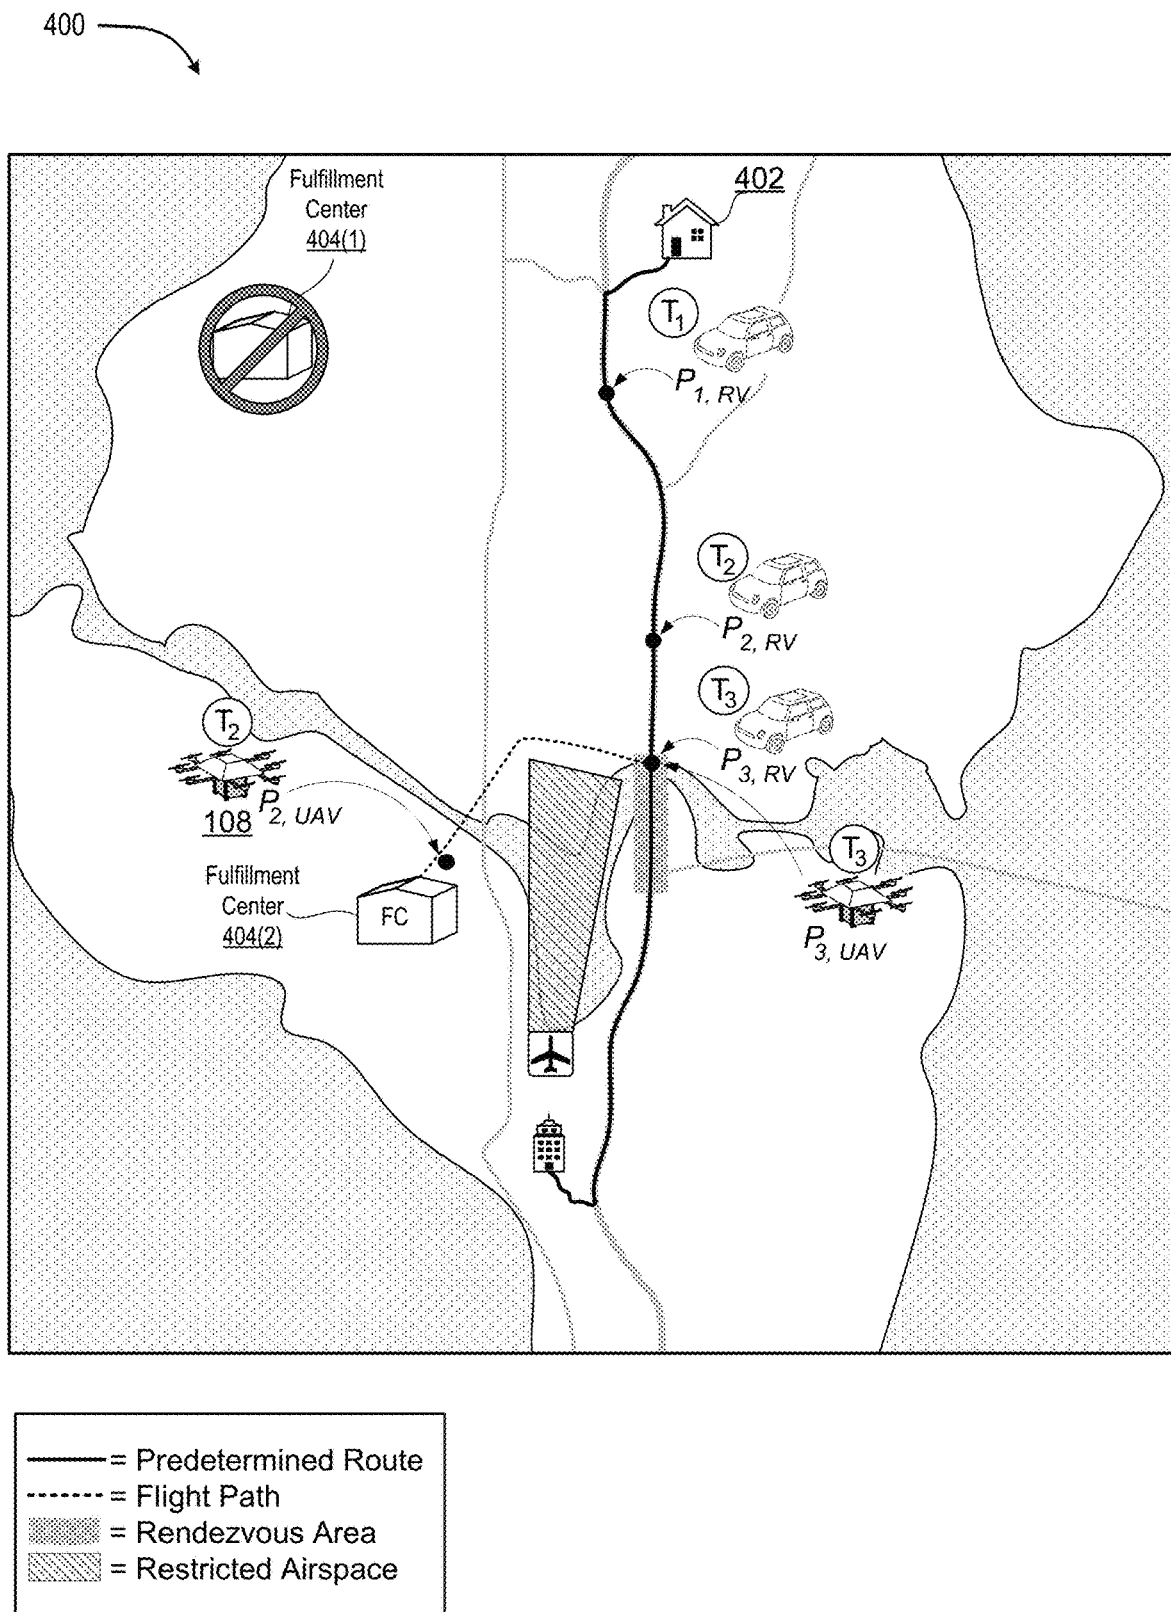 400
Fulfillment
Center
404(1)
402
T1
P1, RV
T2
P2, RV
T3
P3, RV
T2
P2, UAV
108
Fulfillment
Center
404(2)
FC
T3
P3, UAV
= Predetermined Route
= Flight Path
= Rendezvous Area
= Restricted Airspace